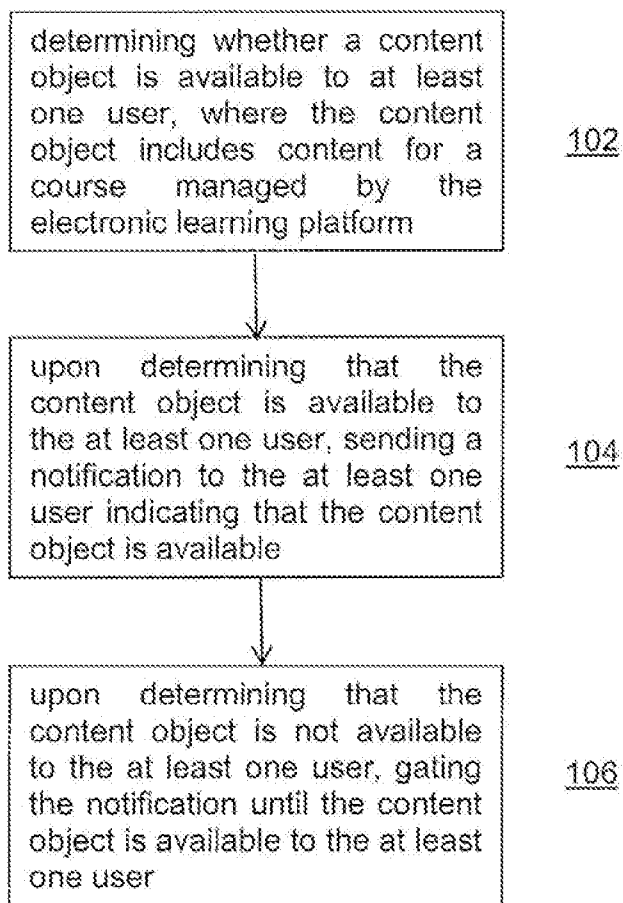 determining whether a content
object is available to at least
one user, where the content
object includes content for a
course managed by the
electronic learning platform
102
upon determining that the
content object is available to
the at least one user, sending a
notification to the at least one
user indicating that the content
object is available
104
upon determining that the
content object is not available
to the at least one user, gating
the notification until the content
object is available to the at least
one user
106